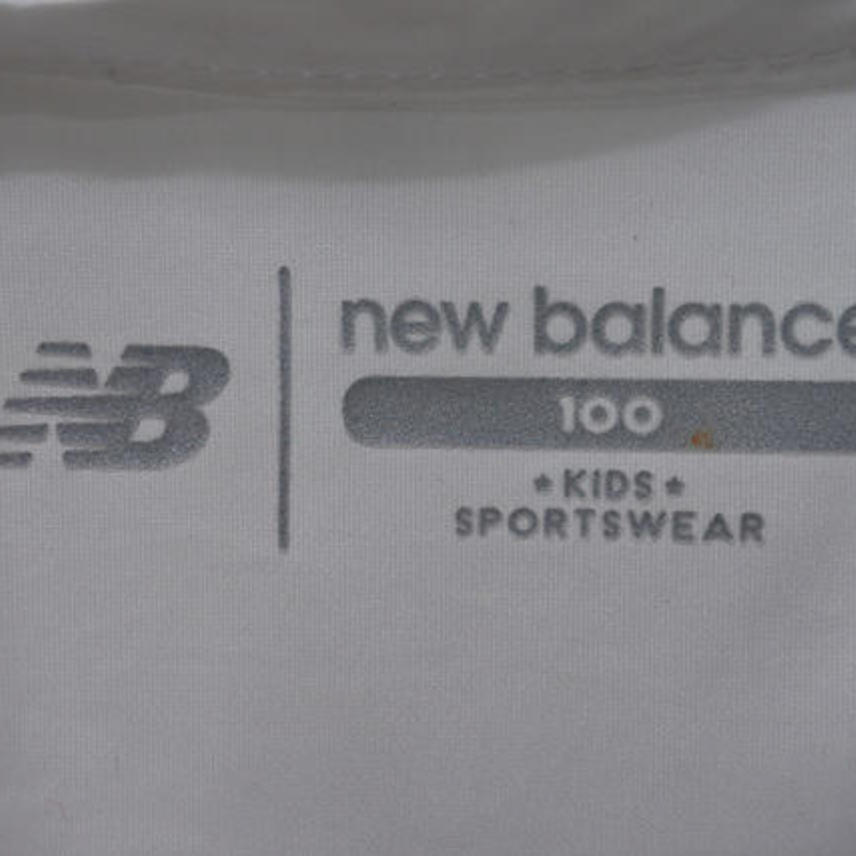 NB
new balance
100
★ KIDS ★
SPORTSWEAR